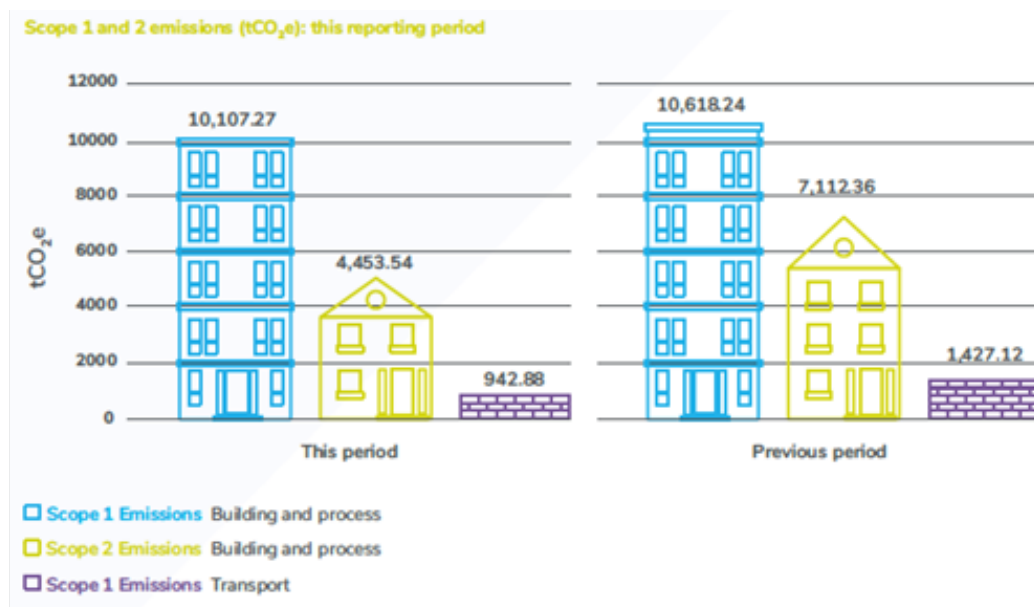 Scope 1 and 2 emissions (tCO₂e): this reporting period
tCO₂e
12000
10000
8000
6000
4000
2000
0
10,107.27
4,453.54
942.88
This period
10,618.24
7,112.36
1,427.12
Previous period
Scope 1 Emissions Building and process
Scope 2 Emissions Building and process
Scope 1 Emissions Transport